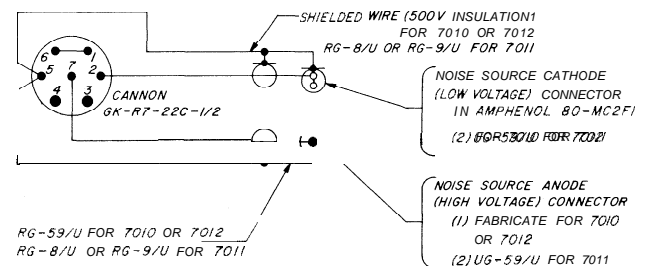 SHIELDED WIRE (500V INSULATION1
FOR 7010 OR 7012
RG-8/U OR RG-9/U FOR 7011
6
1
5
7
2
4
3
CANNON
GK-R7-22C-1/2
NOISE SOURCE CATHODE
(LOW VOLTAGE) CONNECTOR
IN AMPHENOL 80-MC2F1
(2)
NOISE SOURCE ANODE
(HIGH VOLTAGE) CONNECTOR
(1) FABRICATE FOR 7010
OR 7012
(2) UG-59/U FOR 7011
RG-59/U FOR 7010 OR 7012
RG-8/U OR RG-9/U FOR 7011